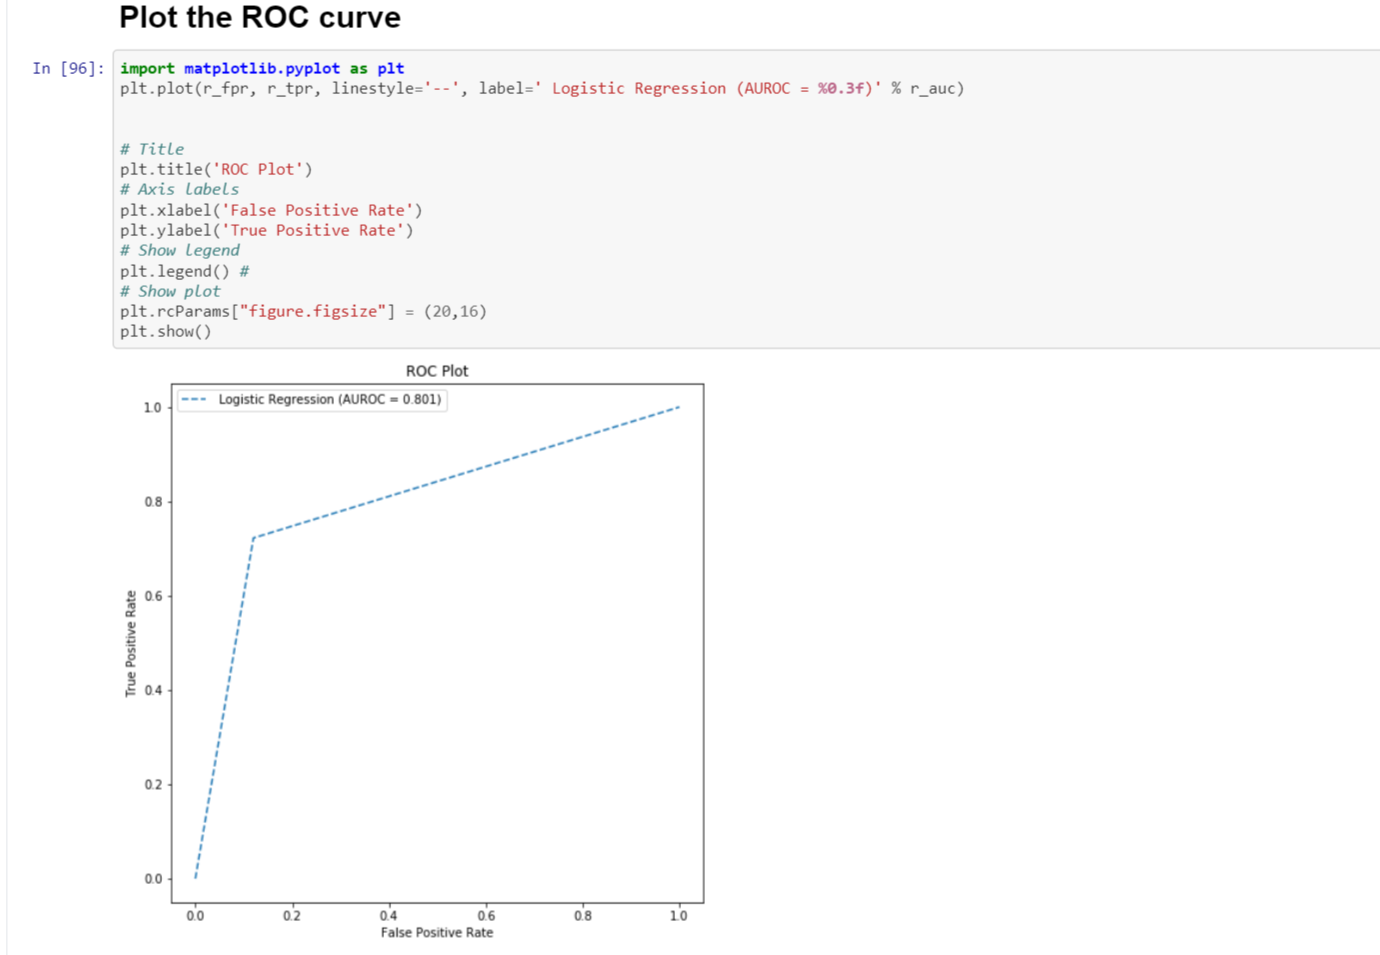 Plot the ROC curve
In [96]: import matplotlib.pyplot as plt
plt.plot(r_fpr, r_tpr, linestyle='--', label=' Logistic Regression (AUROC = %0.3f)' % r_auc)
# Title
plt.title('ROC Plot')
# Axis labels
plt.xlabel('False Positive Rate')
plt.ylabel('True Positive Rate')
# Show legend
plt.legend() #
# Show plot
plt.rcParams["figure.figsize"] = (20,16)
plt.show()
ROC Plot
Logistic Regression (AUROC = 0.801)
1.0
0.8
0.6
0.4
0.2
0.0
True Positive Rate
0.0 0.2 0.4 0.6 0.8 1.0
False Positive Rate